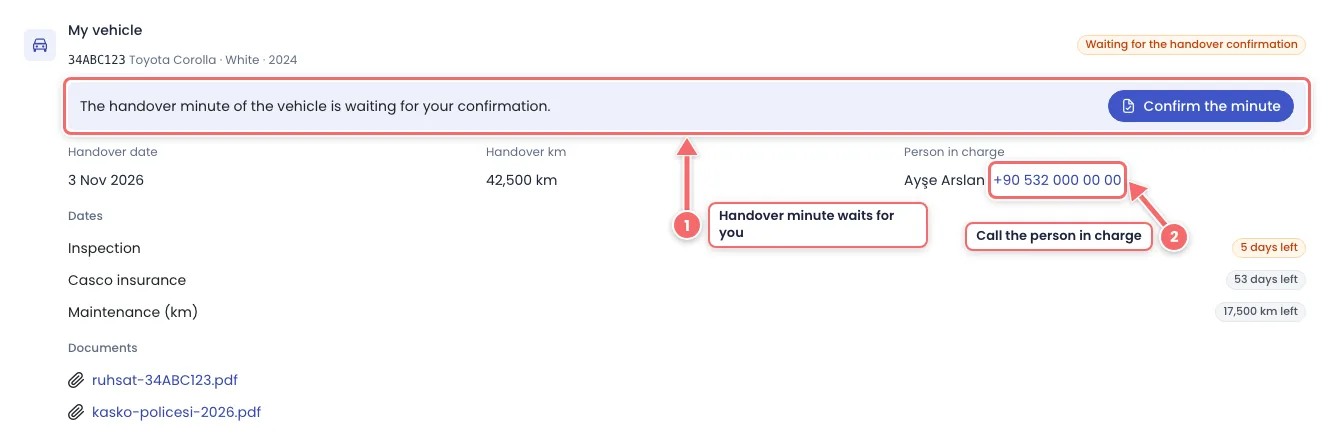 My vehicle
34ABC123 Toyota Corolla · White · 2024
Waiting for the handover confirmation
The handover minute of the vehicle is waiting for your confirmation.
Confirm the minute
Handover date
Handover km
Person in charge
3 Nov 2026
42,500 km
Ayşe Arslan +90 532 000 00 00
1
Handover minute waits for
you
Call the person in charge
2
Dates
Inspection
5 days left
Casco insurance
53 days left
Maintenance (km)
17,500 km left
Documents
ruhsat-34ABC123.pdf
kasko-policesi-2026.pdf